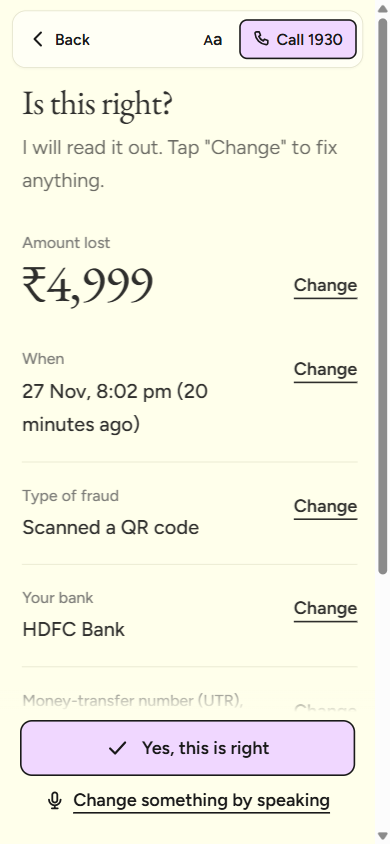 Back
Aa
Call 1930
Is this right?
I will read it out. Tap "Change" to fix
anything.
Amount lost
₹4,999
Change
When
27 Nov, 8:02 pm (20
minutes ago)
Change
Type of fraud
Scanned a QR code
Change
Your bank
HDFC Bank
Change
Money-transfer number (UTR),
Change
Yes, this is right
Change something by speaking